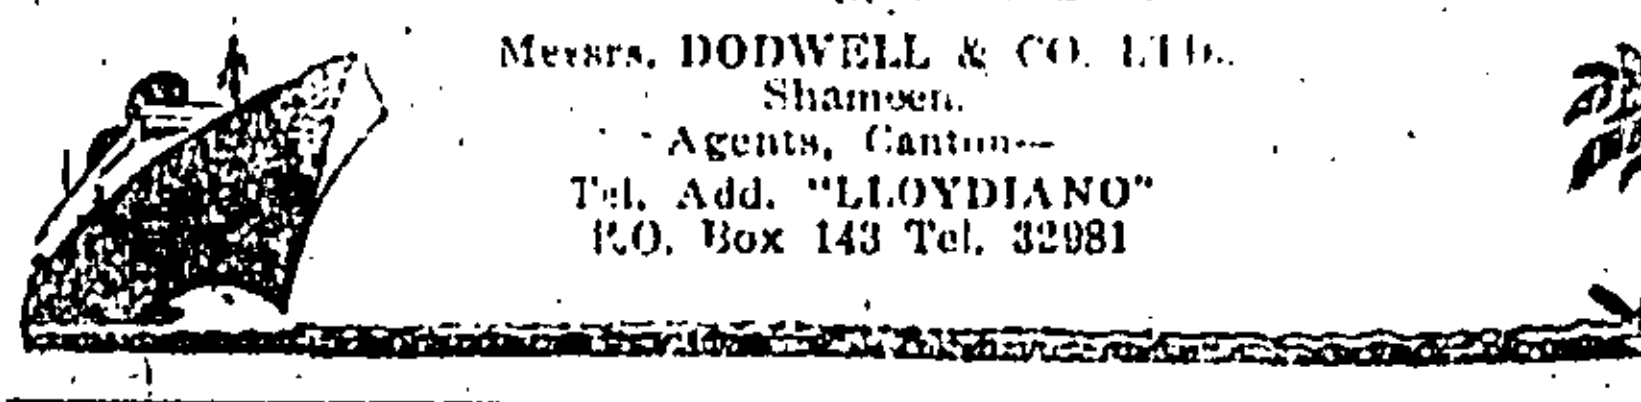 Messrs. DODWELL & CO. LTD.
Shameen.
Agents, Canton—
Tel. Add. "LLOYDIANO"
P.O. Box 143 Tel. 32981